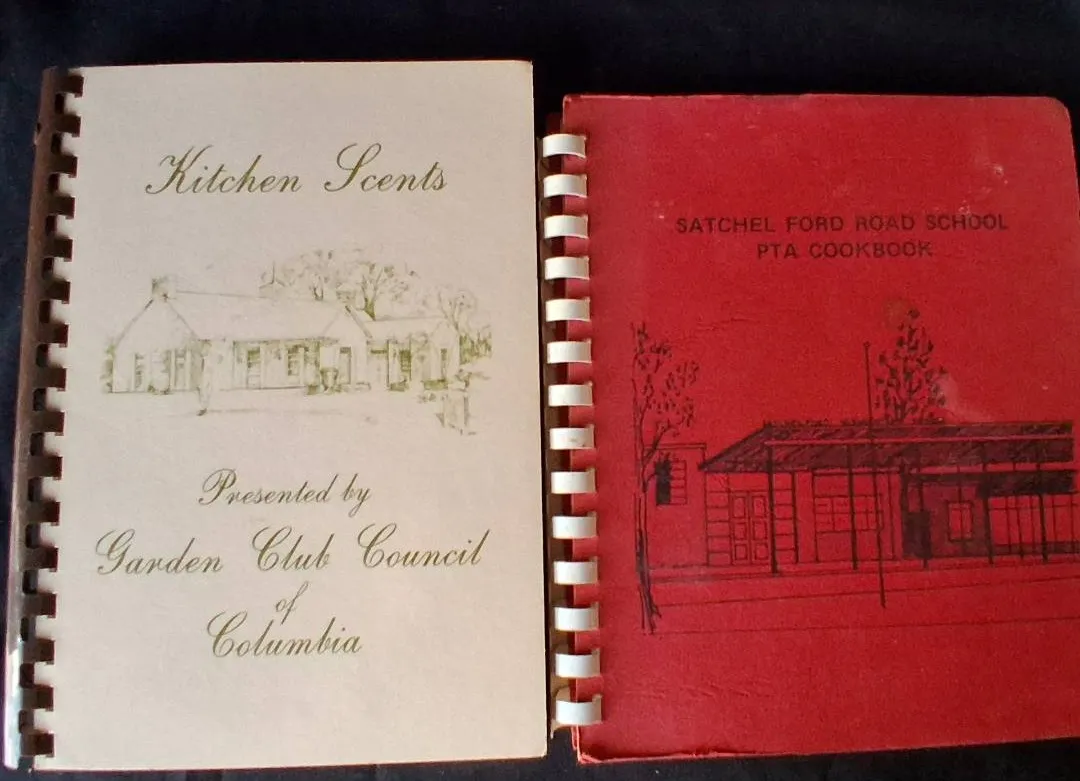 Kitchen Scents
Presented by
Garden Club Council
of
Columbia
SATCHEL FORD ROAD SCHOOL
PTA COOKBOOK